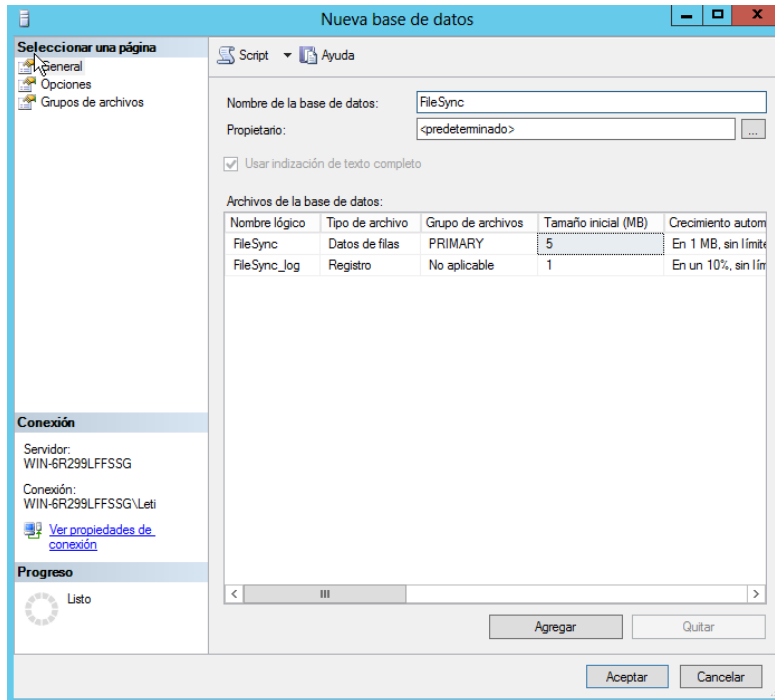 Nueva base de datos
Seleccionar una página
General
Opciones
Grupos de archivos
Script
Ayuda
Nombre de la base de datos:
FileSync
Propietario:
<predeterminado>
...
Usar indización de texto completo
Archivos de la base de datos:
Nombre lógico Tipo de archivo Grupo de archivos Tamaño inicial (MB) Crecimiento autom
FileSync Datos de filas PRIMARY 5 En 1 MB, sin límite
FileSync_log Registro No aplicable 1 En un 10%, sin lím
Conexión
Servidor:
WIN-6R299LFFSSG
Conexión:
WIN-6R299LFFSSG\Leti
Ver propiedades de
conexión
Progreso
Listo
Agregar
Quitar
Aceptar
Cancelar